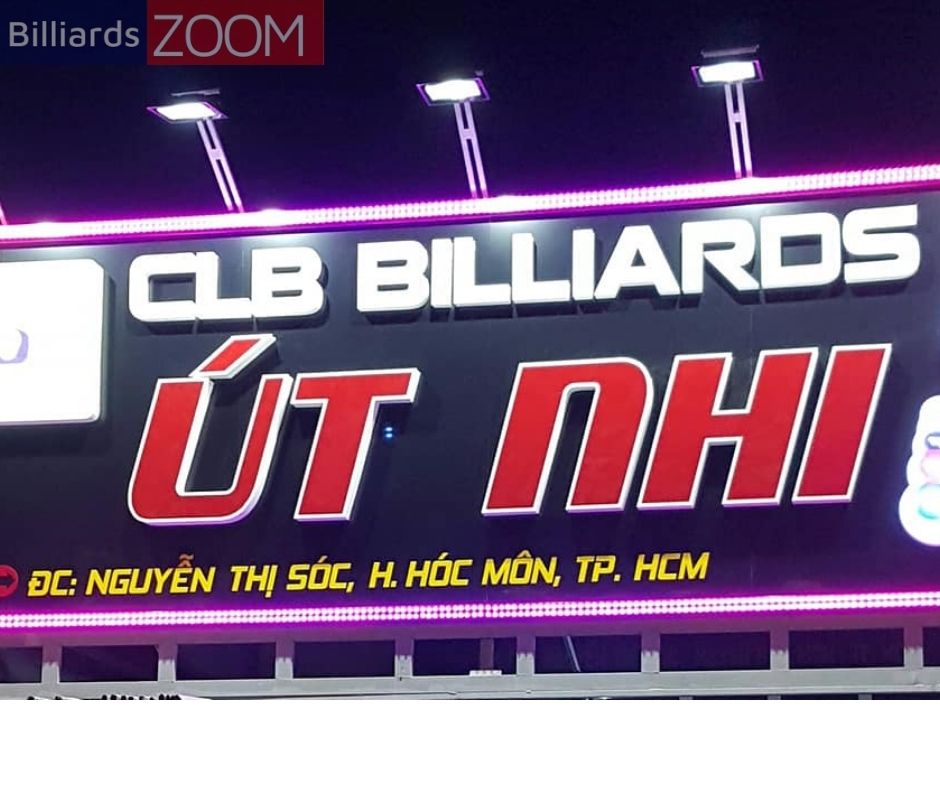 Billiards ZOOM
CLB BILLIARDS
ÚT NHI
ĐC: NGUYỄN THỊ SÓC, H. HÓC MÔN, TP. HCM